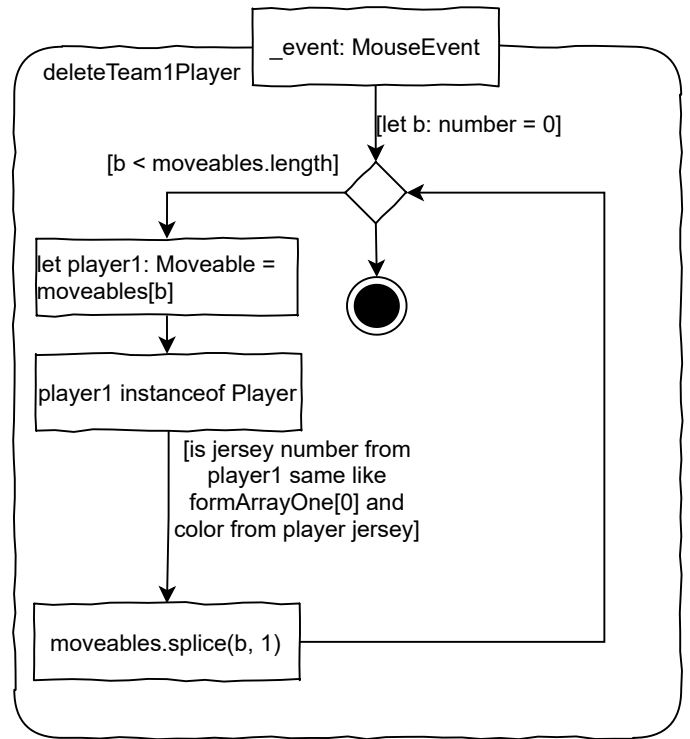 _event: MouseEvent
deleteTeam1Player
[let b: number = 0]
[b < moveables.length]
let player1: Moveable =
moveables[b]
player1 instanceof Player
[is jersey number from
player1 same like
formArrayOne[0] and
color from player jersey]
moveables.splice(b, 1)